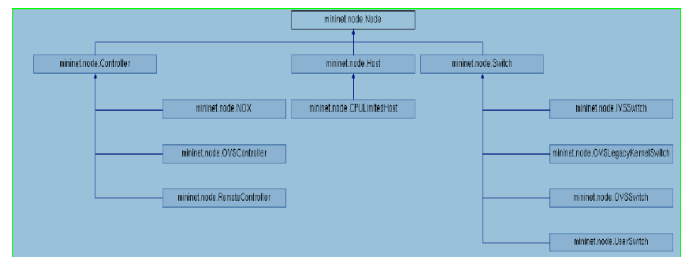 mininet.node.Node
mininet.node.Controller
mininet.node.Host
mininet.node.Switch
mininet.node.NOX
mininet.node.CPULimitedHost
mininet.node.IVSSwitch
mininet.node.OVSController
mininet.node.OVSLegacyKernelSwitch
mininet.node.RemoteController
mininet.node.OVSSwitch
mininet.node.UserSwitch